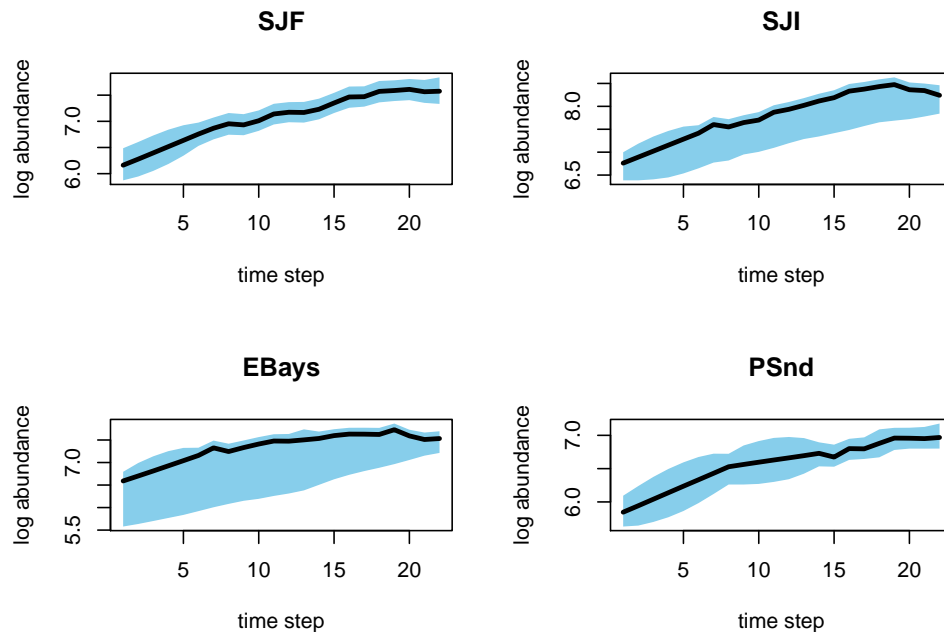 SJF
log abundance
6.0 7.0
5 10 15 20
time step
SJI
log abundance
6.5 8.0
5 10 15 20
time step
EBays
log abundance
5.5 7.0
5 10 15 20
time step
PSnd
log abundance
6.0 7.0
5 10 15 20
time step